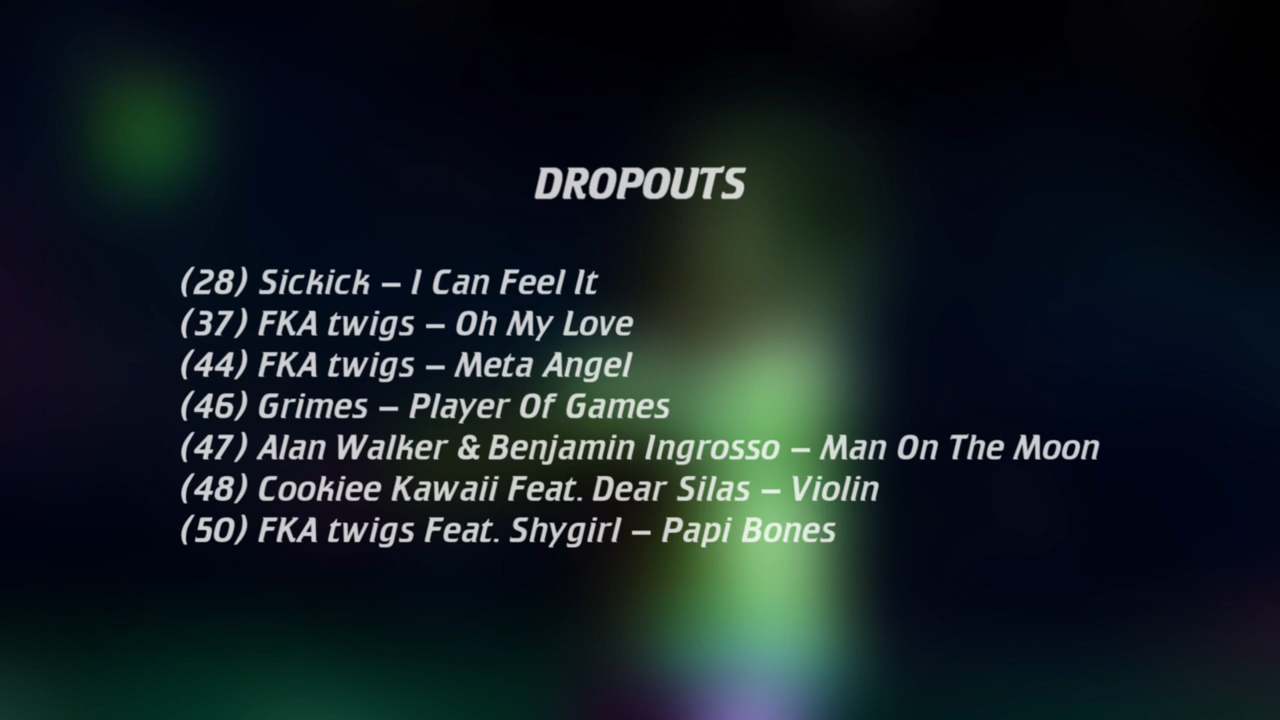 DROPOUTS
(28) Sickick – I Can Feel It
(37) FKA twigs – Oh My Love
(44) FKA twigs – Meta Angel
(46) Grimes – Player Of Games
(47) Alan Walker & Benjamin Ingrosso – Man On The Moon
(48) Cookiee Kawaii Feat. Dear Silas – Violin
(50) FKA twigs Feat. Shygirl – Papi Bones